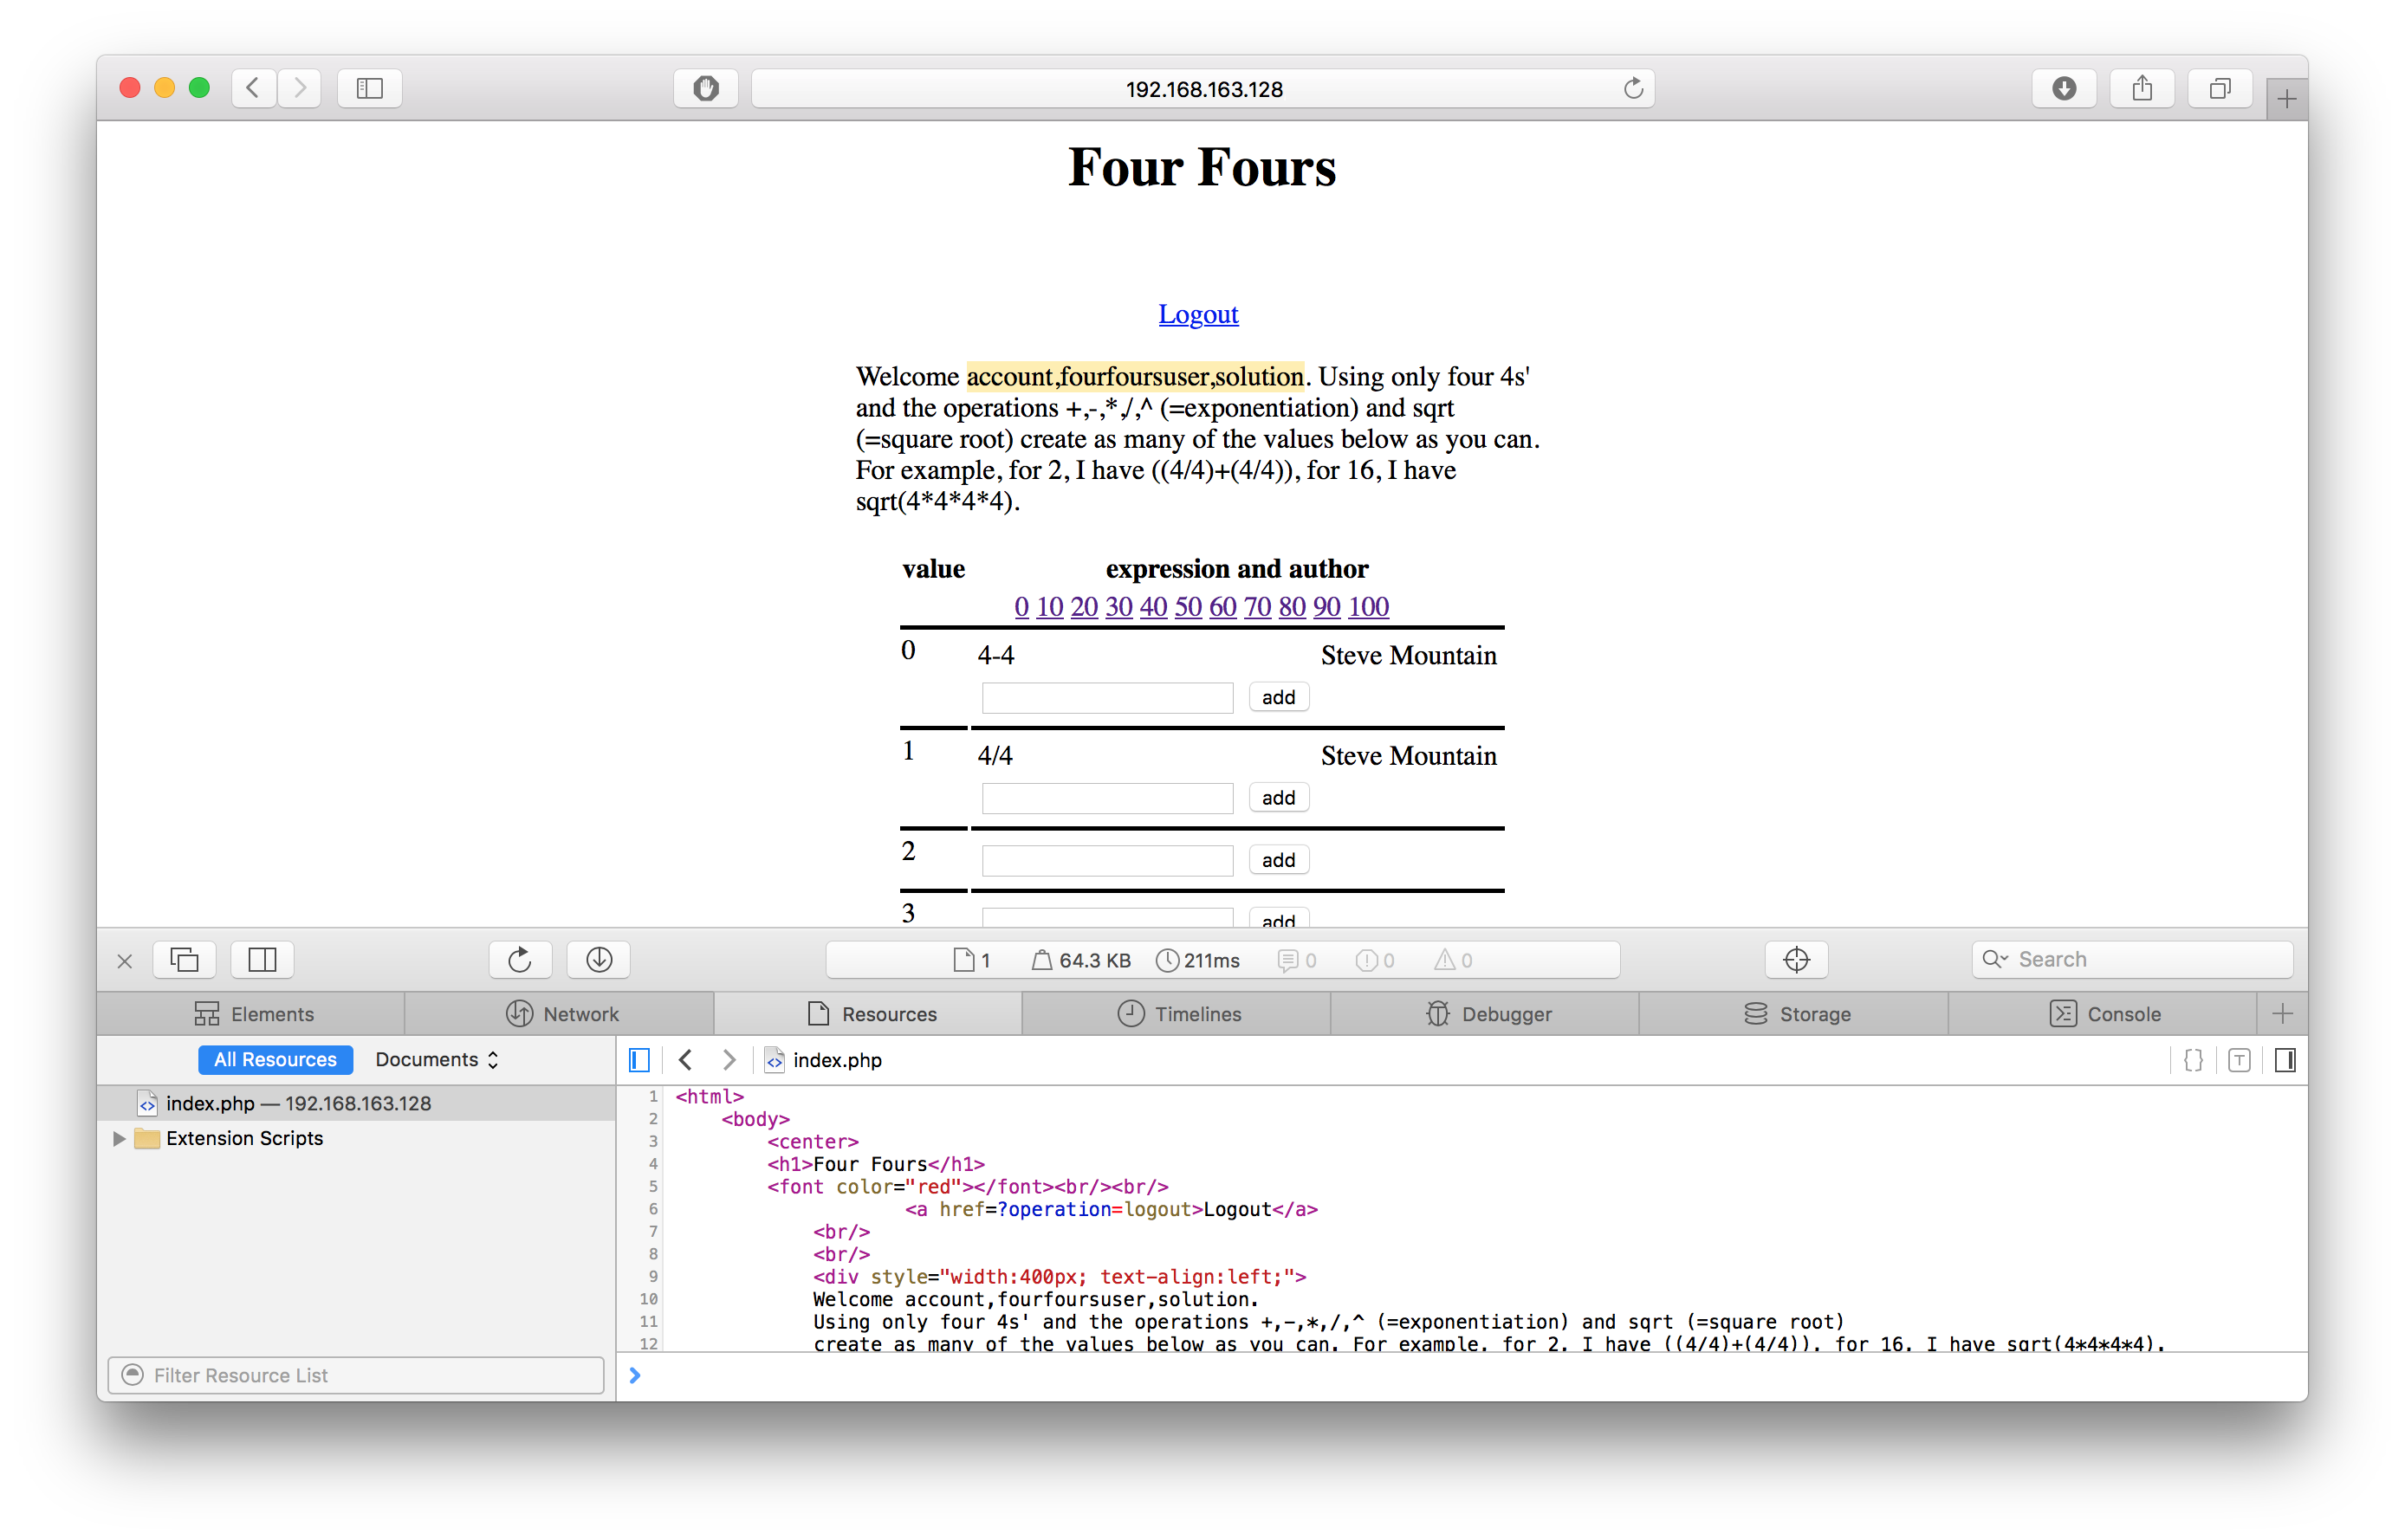 192.168.163.128
Four Fours
Logout
Welcome account,fourfoursuser,solution. Using only four 4s'
and the operations +,-,*,/,^ (=exponentiation) and sqrt
(=square root) create as many of the values below as you can.
For example, for 2, I have ((4/4)+(4/4)), for 16, I have
sqrt(4*4*4*4).
value expression and author
0 10 20 30 40 50 60 70 80 90 100
0 4-4 Steve Mountain
add
1 4/4 Steve Mountain
add
2 add
3 add
1 64.3 KB 211ms 0 0 0 Search
Elements Network Resources Timelines Debugger Storage Console
All Resources Documents index.php
index.php — 192.168.163.128
Extension Scripts
Filter Resource List
1 <html>
2 <body>
3 <center>
4 <h1>Four Fours</h1>
5 <font color="red"></font><br/><br/>
6 <a href=?operation=logout>Logout</a>
7 <br/>
8 <br/>
9 <div style="width:400px; text-align:left;">
10 Welcome account,fourfoursuser,solution.
11 Using only four 4s' and the operations +,-,*,/,^ (=exponentiation) and sqrt (=square root)
12 create as many of the values below as you can. For example, for 2, I have ((4/4)+(4/4)), for 16, I have sqrt(4*4*4*4).